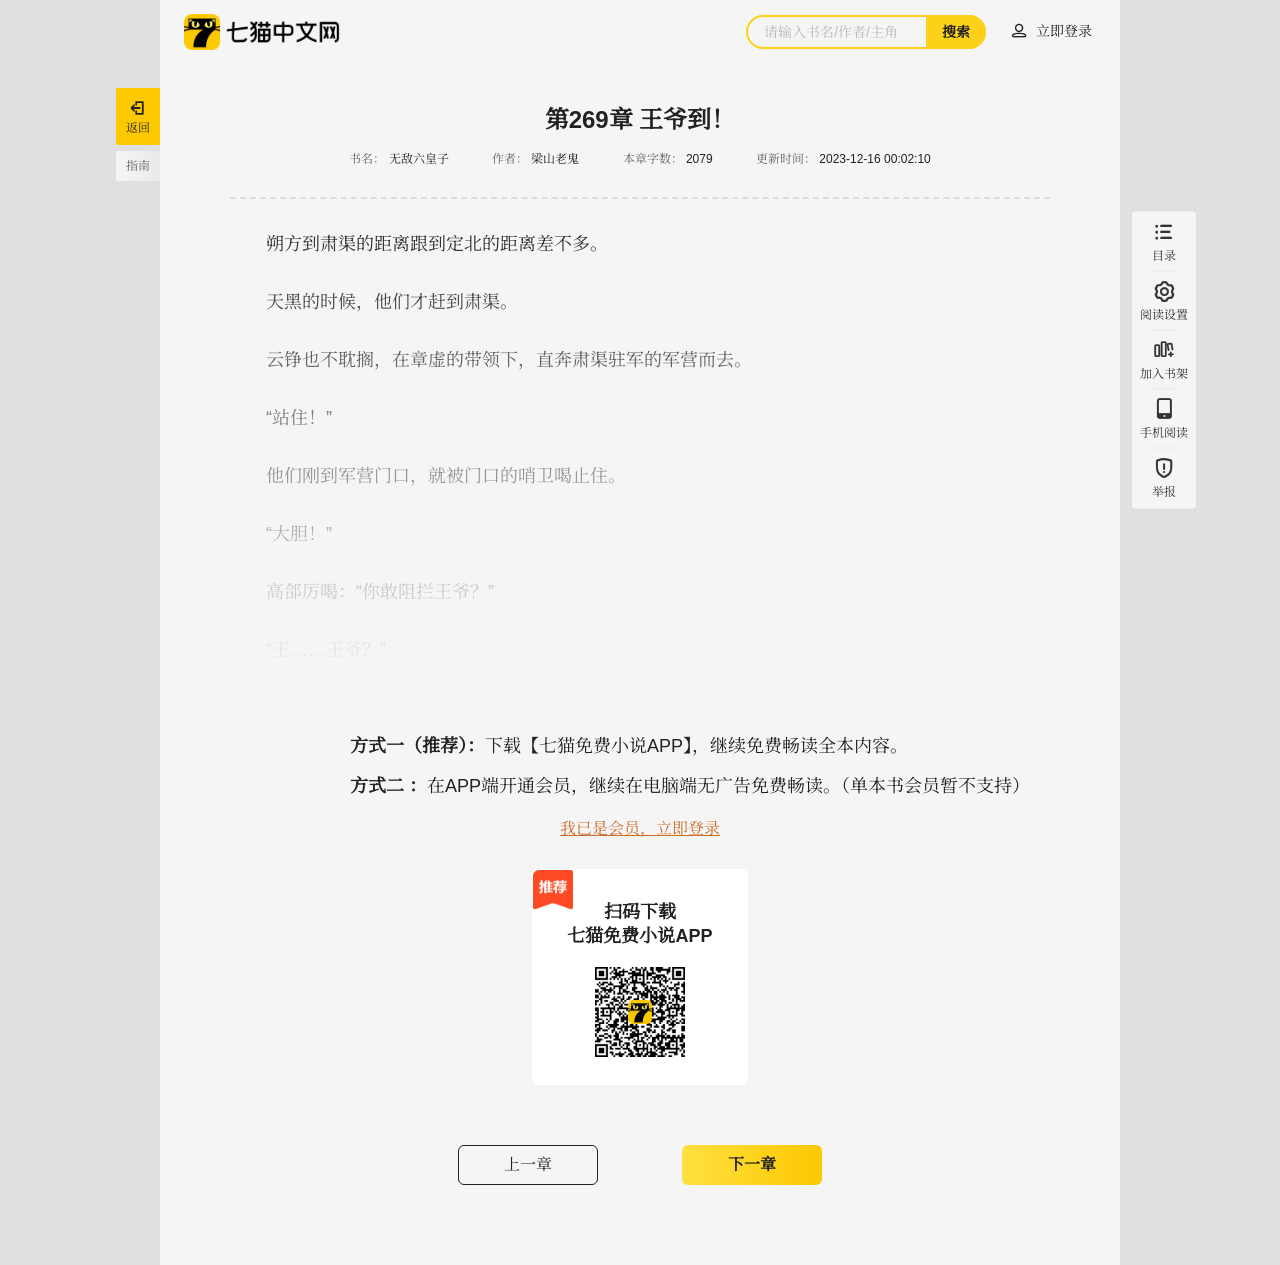 七猫中文网
请输入书名/作者/主角
搜索
立即登录
返回
指南
第269章 王爷到！
书名： 无敌六皇子 作者： 梁山老鬼 本章字数： 2079 更新时间： 2023-12-16 00:02:10
朔方到肃渠的距离跟到定北的距离差不多。
天黑的时候，他们才赶到肃渠。
云铮也不耽搁，在章虚的带领下，直奔肃渠驻军的军营而去。
“站住！”
他们刚到军营门口，就被门口的哨卫喝止住。
“大胆！”
高郃厉喝：“你敢阻拦王爷？”
“王……王爷？”
目录
阅读设置
加入书架
手机阅读
举报
方式一（推荐）：下载【七猫免费小说APP】，继续免费畅读全本内容。
方式二 ：在APP端开通会员，继续在电脑端无广告免费畅读。（单本书会员暂不支持）
我已是会员，立即登录
推荐
扫码下载
七猫免费小说APP
上一章
下一章